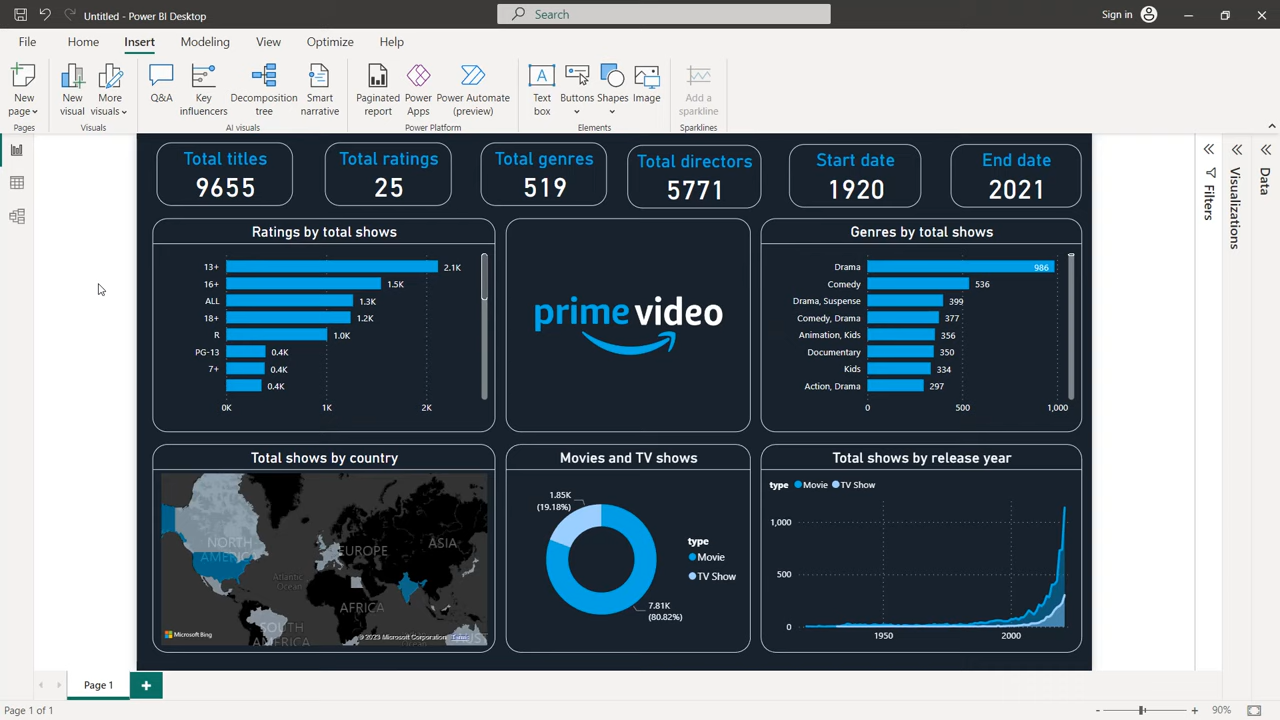 Untitled - Power BI Desktop
Search
Sign in
File Home Insert Modeling View Optimize Help
New page
New visual
More visuals
Q&A
Key influencers
Decomposition tree
Smart narrative
Paginated report
Power Apps
Power Automate (preview)
Text box
Buttons
Shapes
Image
Add a sparkline
Pages Visuals AI visuals Power Platform Elements Sparklines
Total titles
9655
Total ratings
25
Total genres
519
Total directors
5771
Start date
1920
End date
2021
Filters
Visualizations
Data
Ratings by total shows
13+ 2.1K
16+ 1.5K
ALL 1.3K
18+ 1.2K
R 1.0K
PG-13 0.4K
7+ 0.4K
0.4K
0K 1K 2K
prime video
Genres by total shows
Drama 986
Comedy 536
Drama, Suspense 399
Comedy, Drama 377
Animation, Kids 356
Documentary 350
Kids 334
Action, Drama 297
0 500 1,000
Total shows by country
NORTH AMERICA
EUROPE
ASIA
Atlantic Ocean
AFRICA
SOUTH AMERICA
Microsoft Bing
© 2023 Microsoft Corporation
Movies and TV shows
1.85K
(19.18%)
type
Movie
TV Show
7.81K
(80.82%)
Total shows by release year
type Movie TV Show
1,000
500
0
1950 2000
Page 1
Page 1 of 1
90%